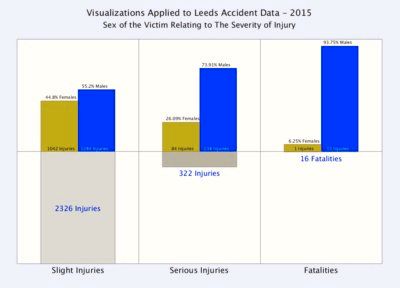 Visualizations Applied to Leeds Accident Data - 2015
Sex of the Victim Relating to The Severity of Injury
93.75% Males
73.91% Males
55.2% Males
44.8% Females
26.09% Females
6.25% Females
1042 Injuries
84 Injuries
1 Injuries
16 Fatalities
322 Injuries
2326 Injuries
Slight Injuries
Serious Injuries
Fatalities